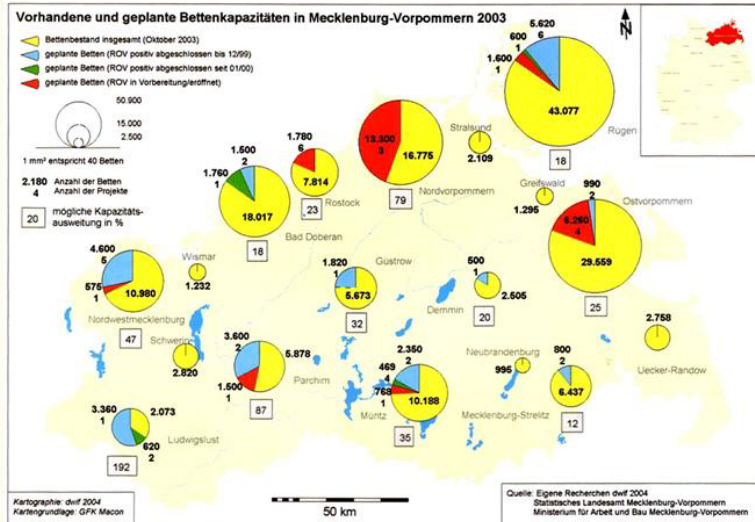 Vorhandene und geplante Bettenkapazitäten in Mecklenburg-Vorpommern 2003
Bettenbestand insgesamt (Oktober 2003)
geplante Betten (ROV positiv abgeschlossen bis 12/99)
geplante Betten (ROV positiv abgeschlossen seit 01/00)
geplante Betten (ROV in Vorbereitung/eröffnet)
50.900
15.000
2.500
1 mm² entspricht 40 Betten
2.180 Anzahl der Betten
4 Anzahl der Projekte
20 mögliche Kapazitäts-
ausweitung in %
N
5.620
6
600
1
1.600
1
43.077
Rügen
18
13.300
3
16.775
Nordvorpommern
79
Stralsund
2.109
1.780
6
7.814
Rostock
23
1.500
2
1.760
1
18.017
Bad Doberan
18
Greifswald
1.295
990
2
Ostvorpommern
6.260
4
29.559
25
4.600
5
575
1
10.980
Nordwestmecklenburg
47
Wismar
1.232
Güstrow
1.820
1
5.673
32
500
1
2.505
Demmin
20
2.758
Uecker-Randow
Schwerin
2.820
3.600
2
5.878
1.500
1
Parchim
87
2.350
2
469
4
768
1
10.188
Müritz
35
Neubrandenburg
995
800
2
6.437
Mecklenburg-Strelitz
12
3.360
1
2.073
620
2
Ludwigslust
192
Kartographie: dwif 2004
Kartengrundlage: GFK Macon
50 km
Quelle: Eigene Recherchen dwif 2004
Statistisches Landesamt Mecklenburg-Vorpommern
Ministerium für Arbeit und Bau Mecklenburg-Vorpommern